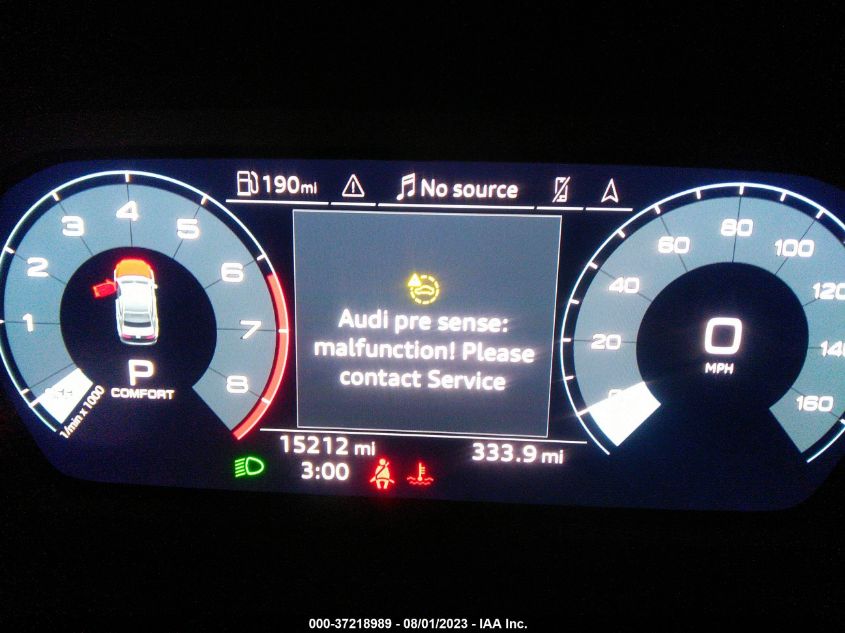 190 mi
No source
1
2
3
4
5
6
7
8
1/min x 1000
P
COMFORT
Audi pre sense:
malfunction! Please
contact Service
20
40
60
80
100
120
160
0
MPH
15212 mi
333.9 mi
3:00
000-37218989 - 08/01/2023 - IAA Inc.